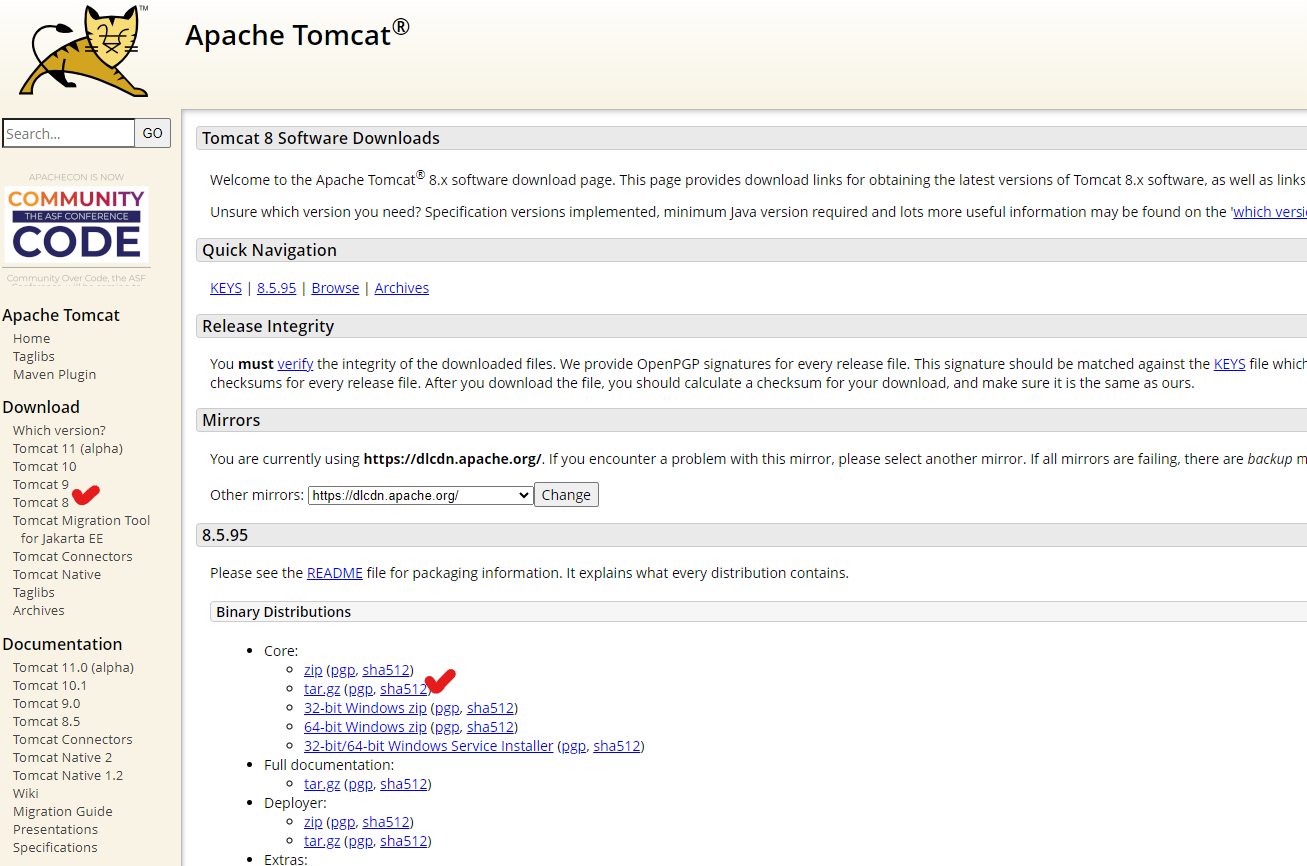 TM
Apache Tomcat®
Search...
GO
APACHECON IS NOW
COMMUNITY
THE ASF CONFERENCE
CODE
Community Over Code, the ASF
Apache Tomcat
Home
Taglibs
Maven Plugin
Download
Which version?
Tomcat 11 (alpha)
Tomcat 10
Tomcat 9
Tomcat 8
Tomcat Migration Tool
for Jakarta EE
Tomcat Connectors
Tomcat Native
Taglibs
Archives
Documentation
Tomcat 11.0 (alpha)
Tomcat 10.1
Tomcat 9.0
Tomcat 8.5
Tomcat Connectors
Tomcat Native 2
Tomcat Native 1.2
Wiki
Migration Guide
Presentations
Specifications
Tomcat 8 Software Downloads
Welcome to the Apache Tomcat® 8.x software download page. This page provides download links for obtaining the latest versions of Tomcat 8.x software, as well as links
Unsure which version you need? Specification versions implemented, minimum Java version required and lots more useful information may be found on the 'which versi
Quick Navigation
KEYS | 8.5.95 | Browse | Archives
Release Integrity
You must verify the integrity of the downloaded files. We provide OpenPGP signatures for every release file. This signature should be matched against the KEYS file which
checksums for every release file. After you download the file, you should calculate a checksum for your download, and make sure it is the same as ours.
Mirrors
You are currently using https://dlcdn.apache.org/. If you encounter a problem with this mirror, please select another mirror. If all mirrors are failing, there are backup m
Other mirrors: https://dlcdn.apache.org/ Change
8.5.95
Please see the README file for packaging information. It explains what every distribution contains.
Binary Distributions
• Core:
zip (pgp, sha512)
tar.gz (pgp, sha512)
32-bit Windows zip (pgp, sha512)
64-bit Windows zip (pgp, sha512)
32-bit/64-bit Windows Service Installer (pgp, sha512)
• Full documentation:
tar.gz (pgp, sha512)
• Deployer:
zip (pgp, sha512)
tar.gz (pgp, sha512)
• Extras: